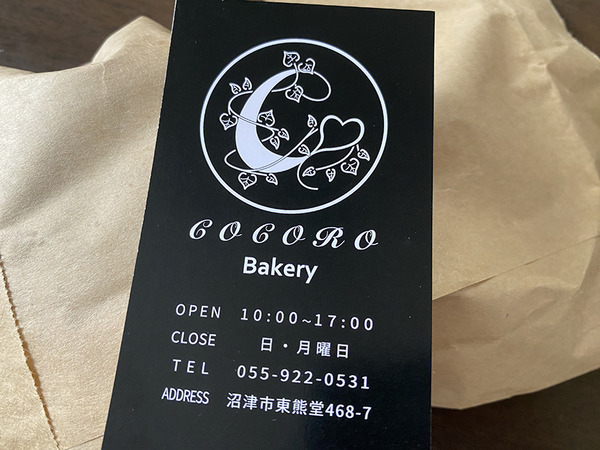 COCORO
Bakery
OPEN 10:00~17:00
CLOSE 日・月曜日
TEL 055-922-0531
ADDRESS 沼津市東熊堂468-7